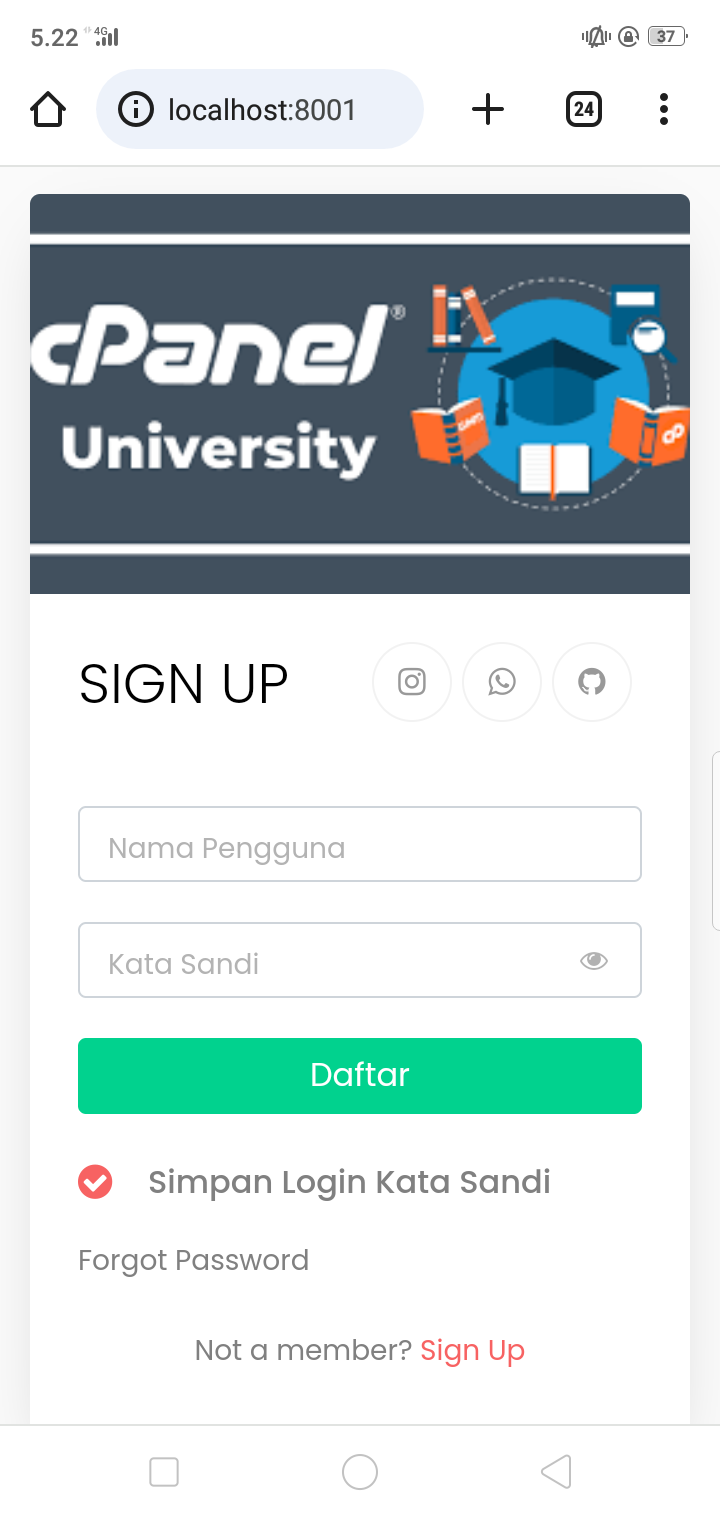 5.22 4G 37
localhost:8001 24
cPanel®
University
SIGN UP
Nama Pengguna
Kata Sandi
Daftar
Simpan Login Kata Sandi
Forgot Password
Not a member? Sign Up